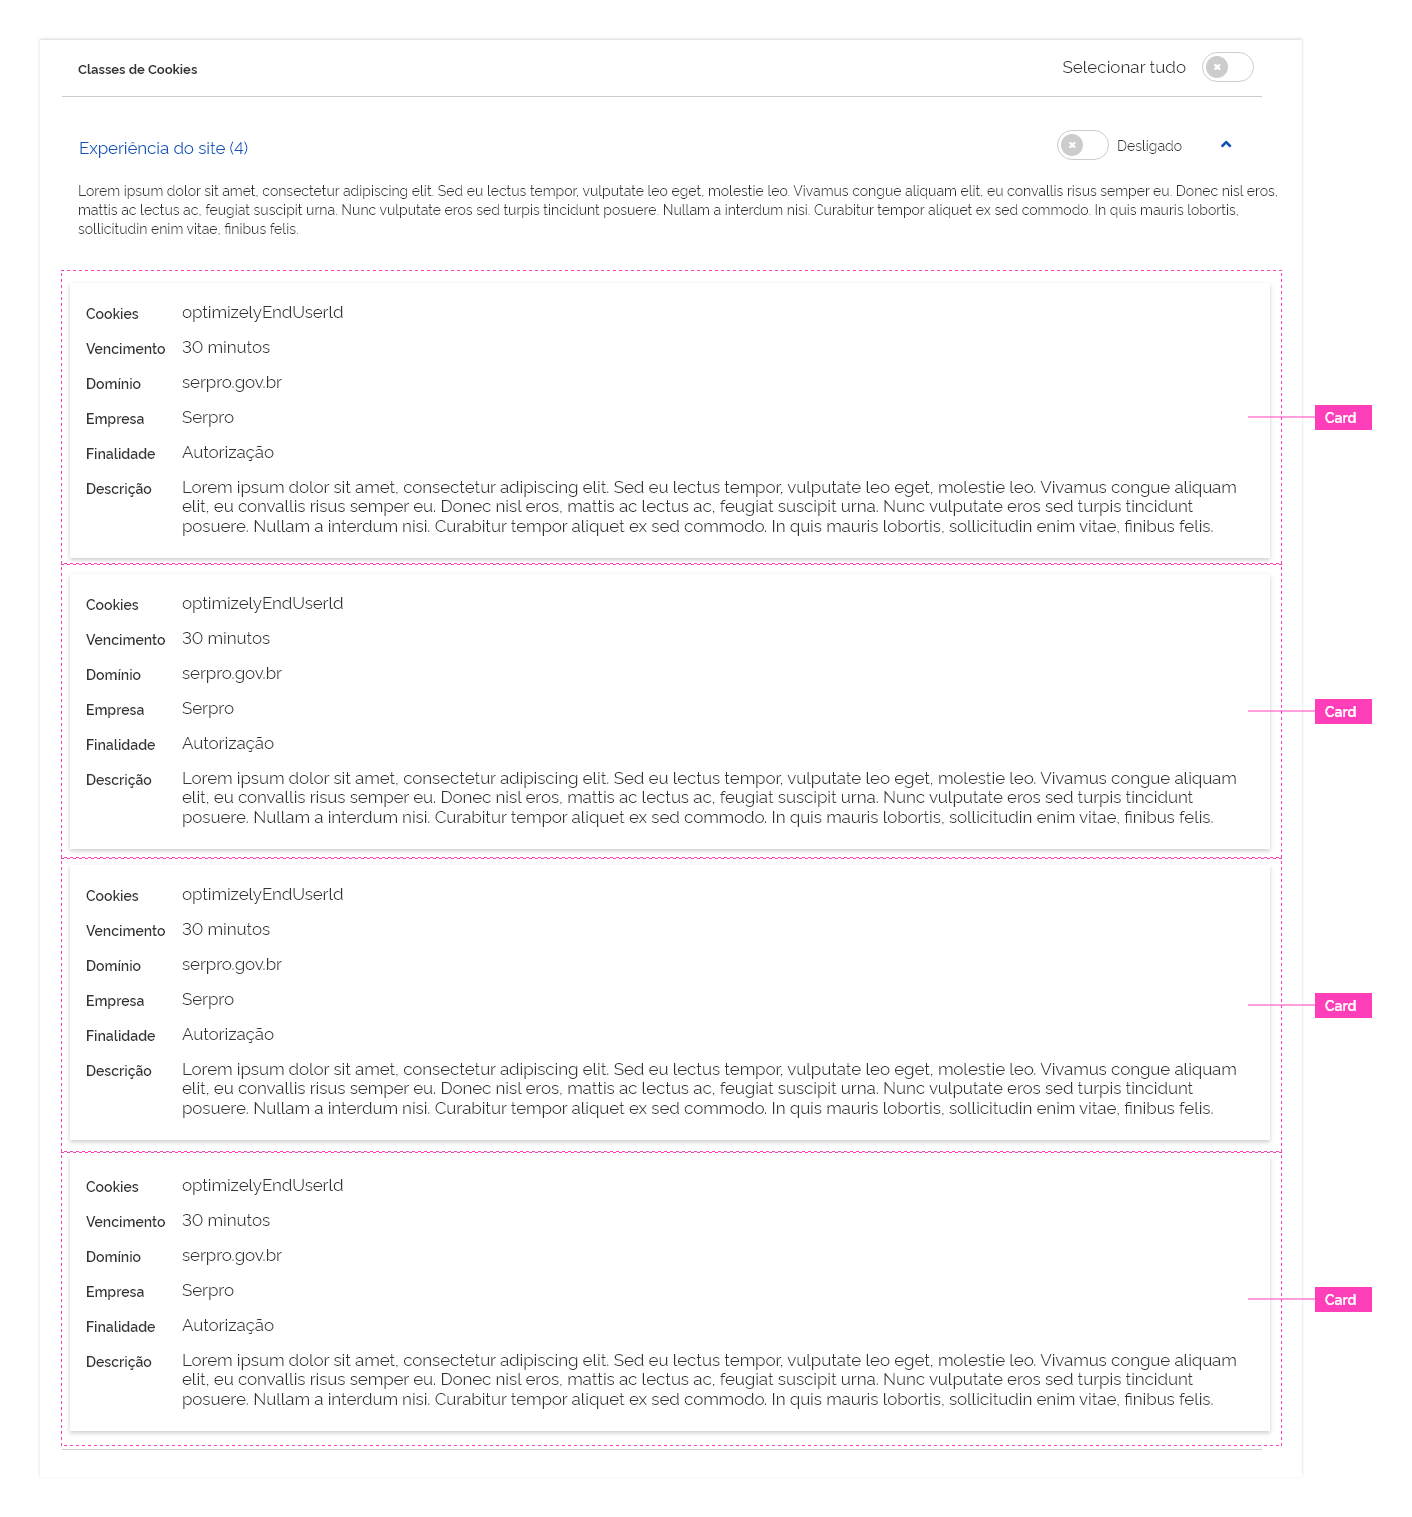 Classes de Cookies
Selecionar tudo
Experiência do site (4)
Desligado
Lorem ipsum dolor sit amet, consectetur adipiscing elit. Sed eu lectus tempor, vulputate leo eget, molestie leo. Vivamus congue aliquam elit, eu convallis risus semper eu. Donec nisl eros,
mattis ac lectus ac, feugiat suscipit urna. Nunc vulputate eros sed turpis tincidunt posuere. Nullam a interdum nisi. Curabitur tempor aliquet ex sed commodo. In quis mauris lobortis,
sollicitudin enim vitae, finibus felis.
Cookies optimizelyEndUserId
Vencimento 30 minutos
Domínio serpro.gov.br
Empresa Serpro
Card
Finalidade Autorização
Descrição Lorem ipsum dolor sit amet, consectetur adipiscing elit. Sed eu lectus tempor, vulputate leo eget, molestie leo. Vivamus congue aliquam
elit, eu convallis risus semper eu. Donec nisl eros, mattis ac lectus ac, feugiat suscipit urna. Nunc vulputate eros sed turpis tincidunt
posuere. Nullam a interdum nisi. Curabitur tempor aliquet ex sed commodo. In quis mauris lobortis, sollicitudin enim vitae, finibus felis.
Cookies optimizelyEndUserId
Vencimento 30 minutos
Domínio serpro.gov.br
Empresa Serpro
Card
Finalidade Autorização
Descrição Lorem ipsum dolor sit amet, consectetur adipiscing elit. Sed eu lectus tempor, vulputate leo eget, molestie leo. Vivamus congue aliquam
elit, eu convallis risus semper eu. Donec nisl eros, mattis ac lectus ac, feugiat suscipit urna. Nunc vulputate eros sed turpis tincidunt
posuere. Nullam a interdum nisi. Curabitur tempor aliquet ex sed commodo. In quis mauris lobortis, sollicitudin enim vitae, finibus felis.
Cookies optimizelyEndUserId
Vencimento 30 minutos
Domínio serpro.gov.br
Empresa Serpro
Card
Finalidade Autorização
Descrição Lorem ipsum dolor sit amet, consectetur adipiscing elit. Sed eu lectus tempor, vulputate leo eget, molestie leo. Vivamus congue aliquam
elit, eu convallis risus semper eu. Donec nisl eros, mattis ac lectus ac, feugiat suscipit urna. Nunc vulputate eros sed turpis tincidunt
posuere. Nullam a interdum nisi. Curabitur tempor aliquet ex sed commodo. In quis mauris lobortis, sollicitudin enim vitae, finibus felis.
Cookies optimizelyEndUserId
Vencimento 30 minutos
Domínio serpro.gov.br
Empresa Serpro
Card
Finalidade Autorização
Descrição Lorem ipsum dolor sit amet, consectetur adipiscing elit. Sed eu lectus tempor, vulputate leo eget, molestie leo. Vivamus congue aliquam
elit, eu convallis risus semper eu. Donec nisl eros, mattis ac lectus ac, feugiat suscipit urna. Nunc vulputate eros sed turpis tincidunt
posuere. Nullam a interdum nisi. Curabitur tempor aliquet ex sed commodo. In quis mauris lobortis, sollicitudin enim vitae, finibus felis.